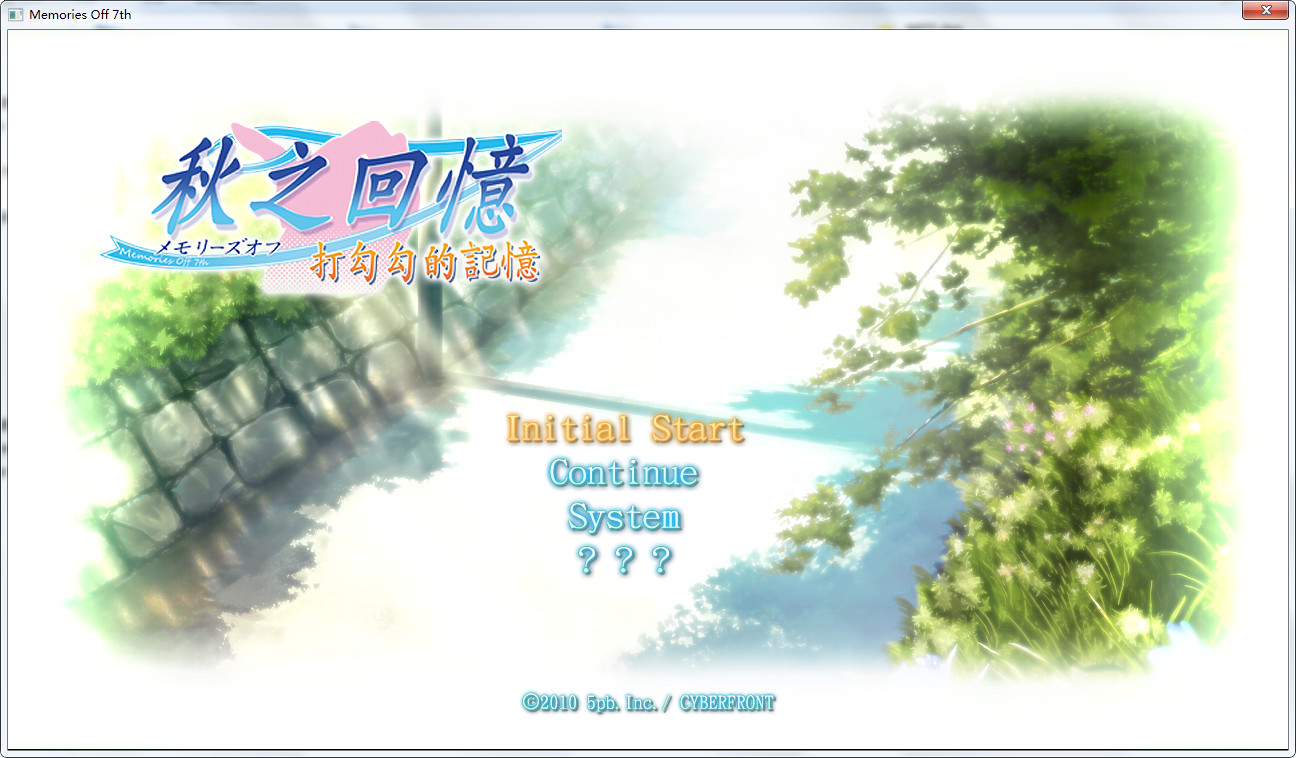 Memories Off 7th
秋之回憶
メモリーズオフ
Memories Off 7th
打勾勾的記憶
Initial Start
Continue
System
？？？
©2010 5pb.Inc./ CYBERFRONT